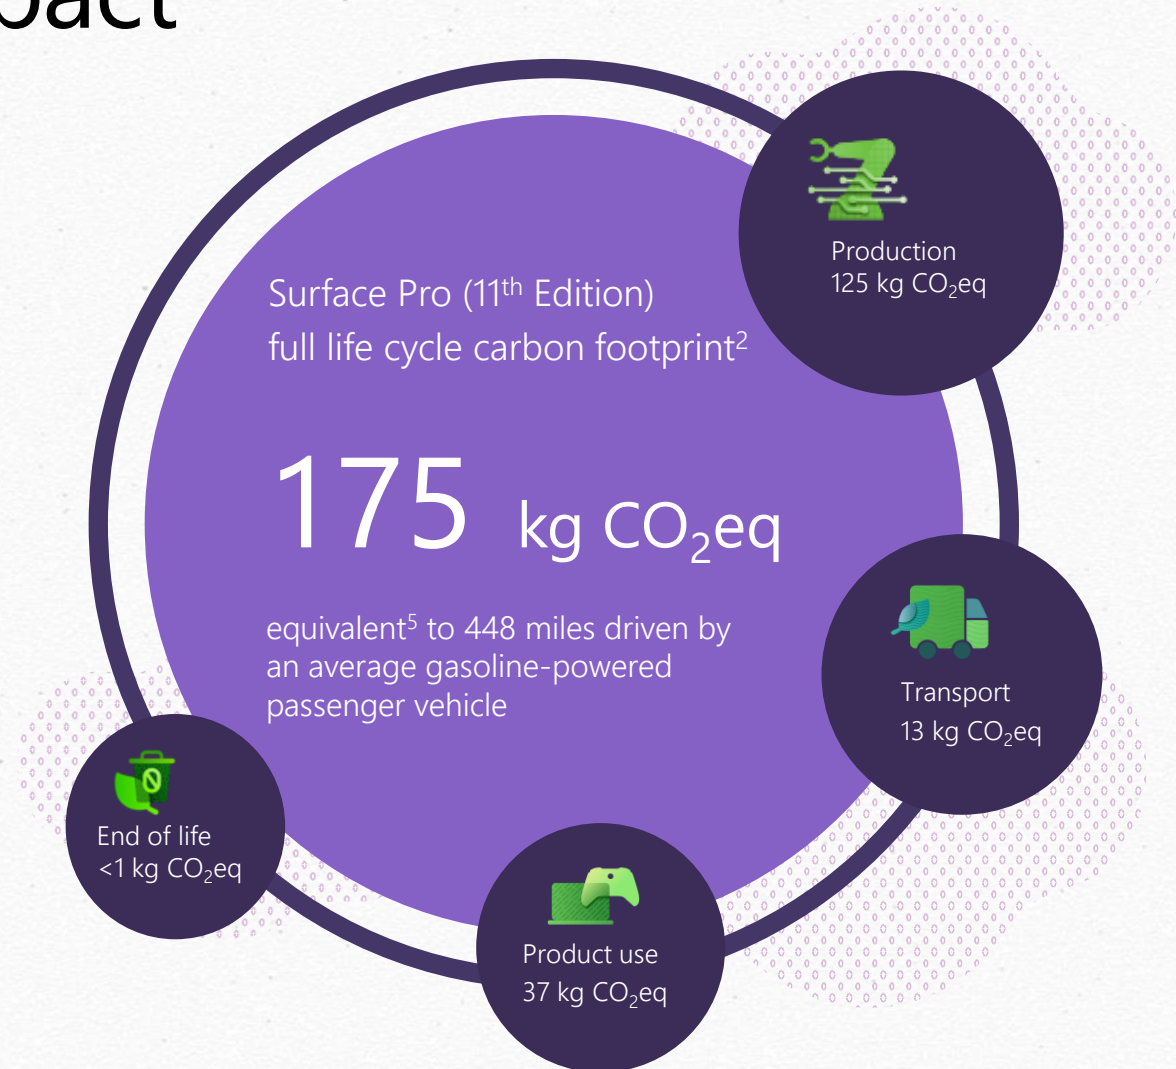 Surface Pro (11th Edition)
full life cycle carbon footprint²
175 kg CO₂eq
equivalent⁵ to 448 miles driven by
an average gasoline-powered
passenger vehicle
Production
125 kg CO₂eq
Transport
13 kg CO₂eq
Product use
37 kg CO₂eq
End of life
<1 kg CO₂eq